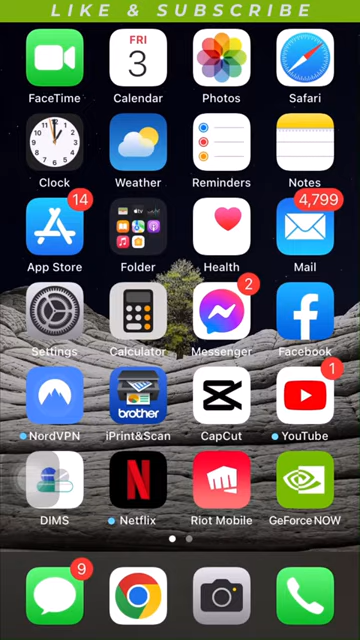 LIKE & SUBSCRIBE
FRI
3
FaceTime
Calendar
Photos
Safari
Clock
Weather
Reminders
Notes
14
4,799
App Store
Folder
Health
Mail
2
Settings
Calculator
Messenger
Facebook
1
brother
NordVPN
iPrint&Scan
CapCut
YouTube
DIMS
Netflix
Riot Mobile
GeForce NOW
9